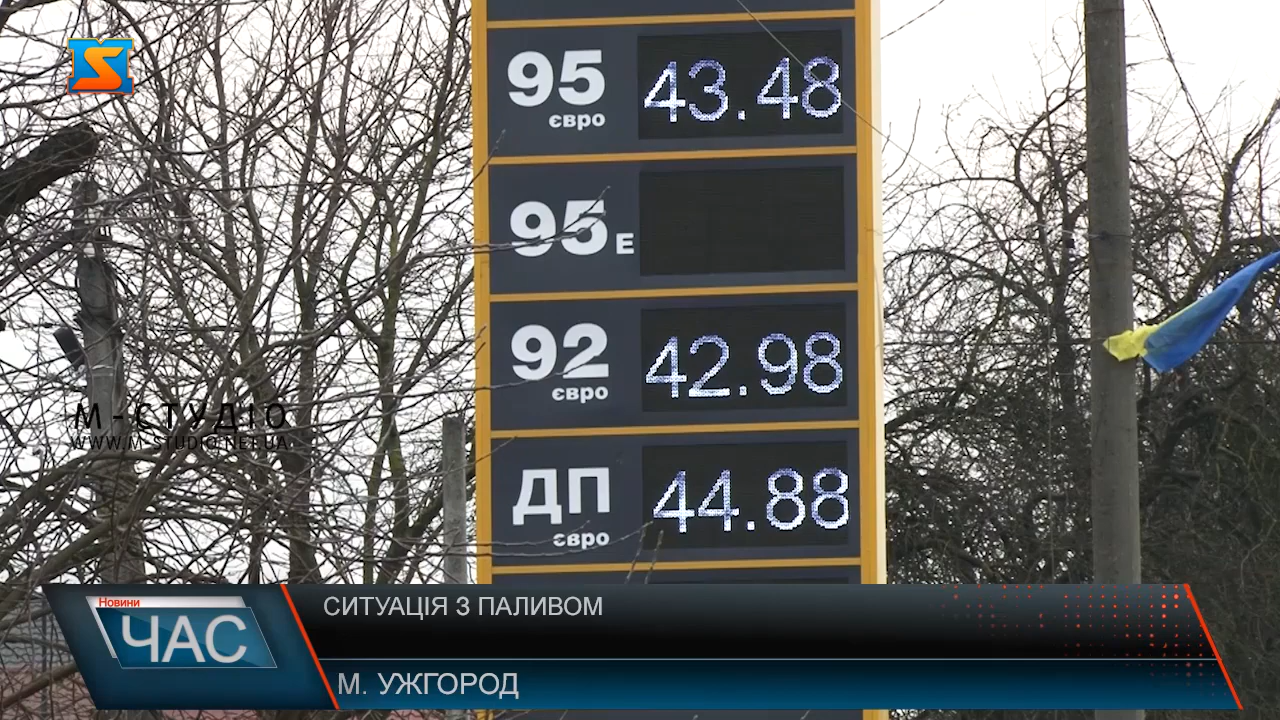 95 43.48
євро
95 Е
92 42.98
євро
ДП 44.88
євро
М-СТУДІО
WWW.M-STUDIO.NET.UA
Новини
ЧАС
СИТУАЦІЯ З ПАЛИВОМ
М. УЖГОРОД